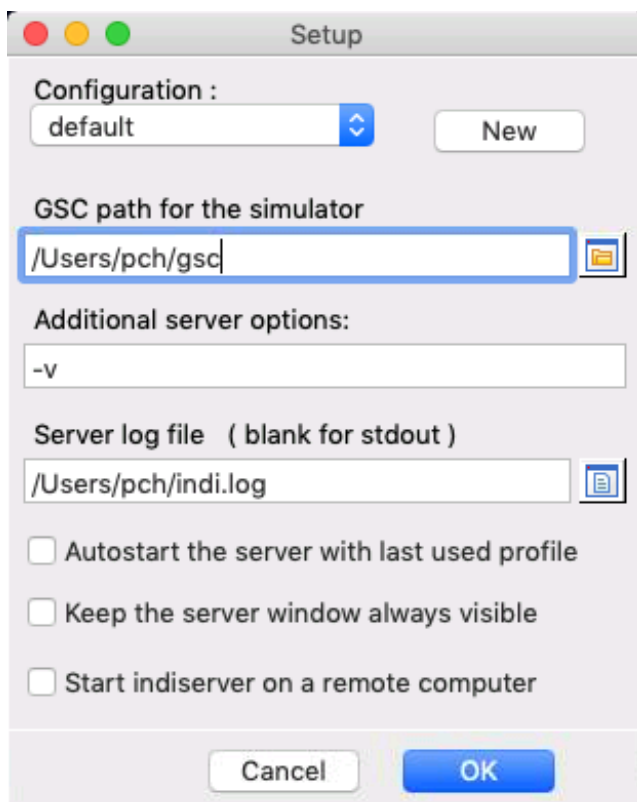 Setup
Configuration :
default
New
GSC path for the simulator
/Users/pch/gsc
Additional server options:
-v
Server log file ( blank for stdout )
/Users/pch/indi.log
Autostart the server with last used profile
Keep the server window always visible
Start indiserver on a remote computer
Cancel
OK